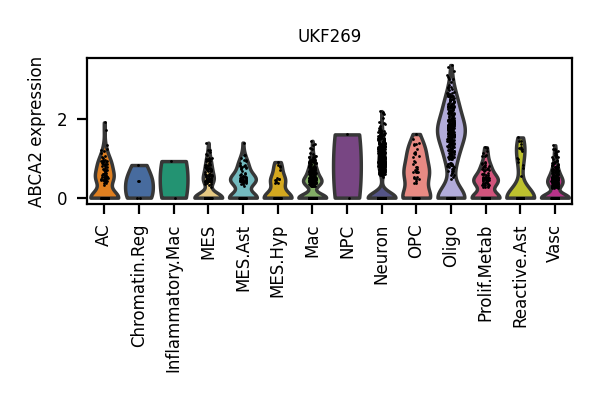 UKF269
ABCA2 expression
2
0
AC
Chromatin.Reg
Inflammatory.Mac
MES
MES.Ast
MES.Hyp
Mac
NPC
Neuron
OPC
Oligo
Prolif.Metab
Reactive.Ast
Vasc